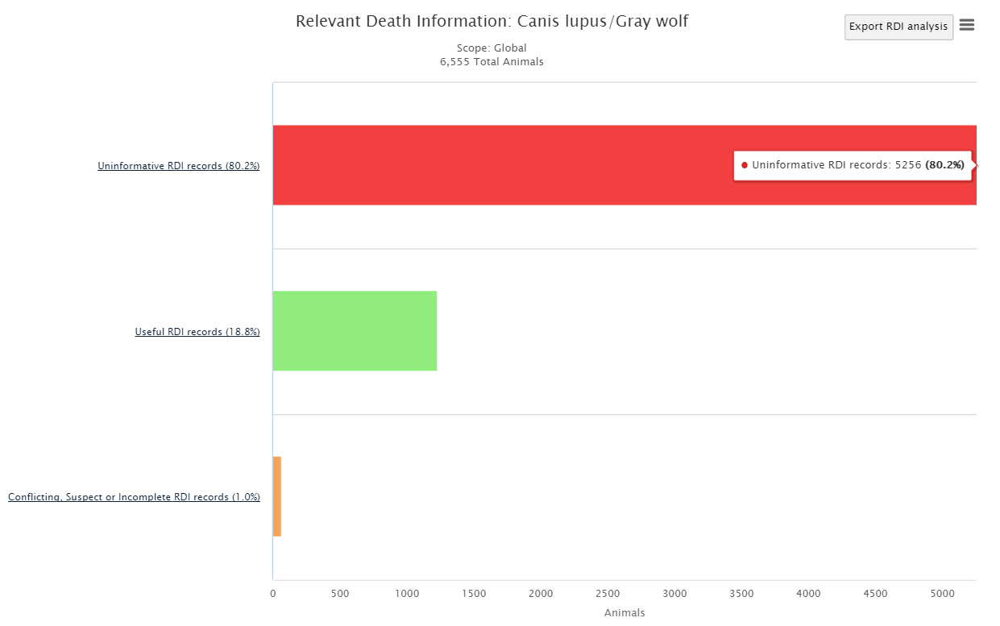 Relevant Death Information: Canis lupus/Gray wolf
Export RDI analysis
Scope: Global
6,555 Total Animals
Uninformative RDI records (80.2%)
Uninformative RDI records: 5256 (80.2%)
Useful RDI records (18.8%)
Conflicting, Suspect or Incomplete RDI records (1.0%)
0 500 1000 1500 2000 2500 3000 3500 4000 4500 5000
Animals